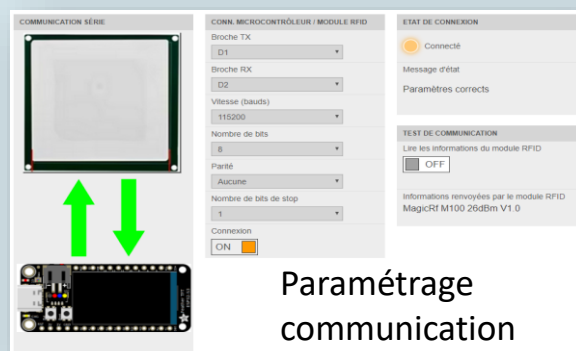 COMMUNICATION SÉRIE
CONN. MICROCONTRÔLEUR / MODULE RFID
Broche TX
D1
Broche RX
D2
Vitesse (bauds)
115200
Nombre de bits
8
Parité
Aucune
Nombre de bits de stop
1
Connexion
ON
ETAT DE CONNEXION
Connecté
Message d'état
Paramètres corrects
TEST DE COMMUNICATION
Lire les informations du module RFID
OFF
Informations renvoyées par le module RFID
MagicRf M100 26dBm V1.0
Paramétrage
communication